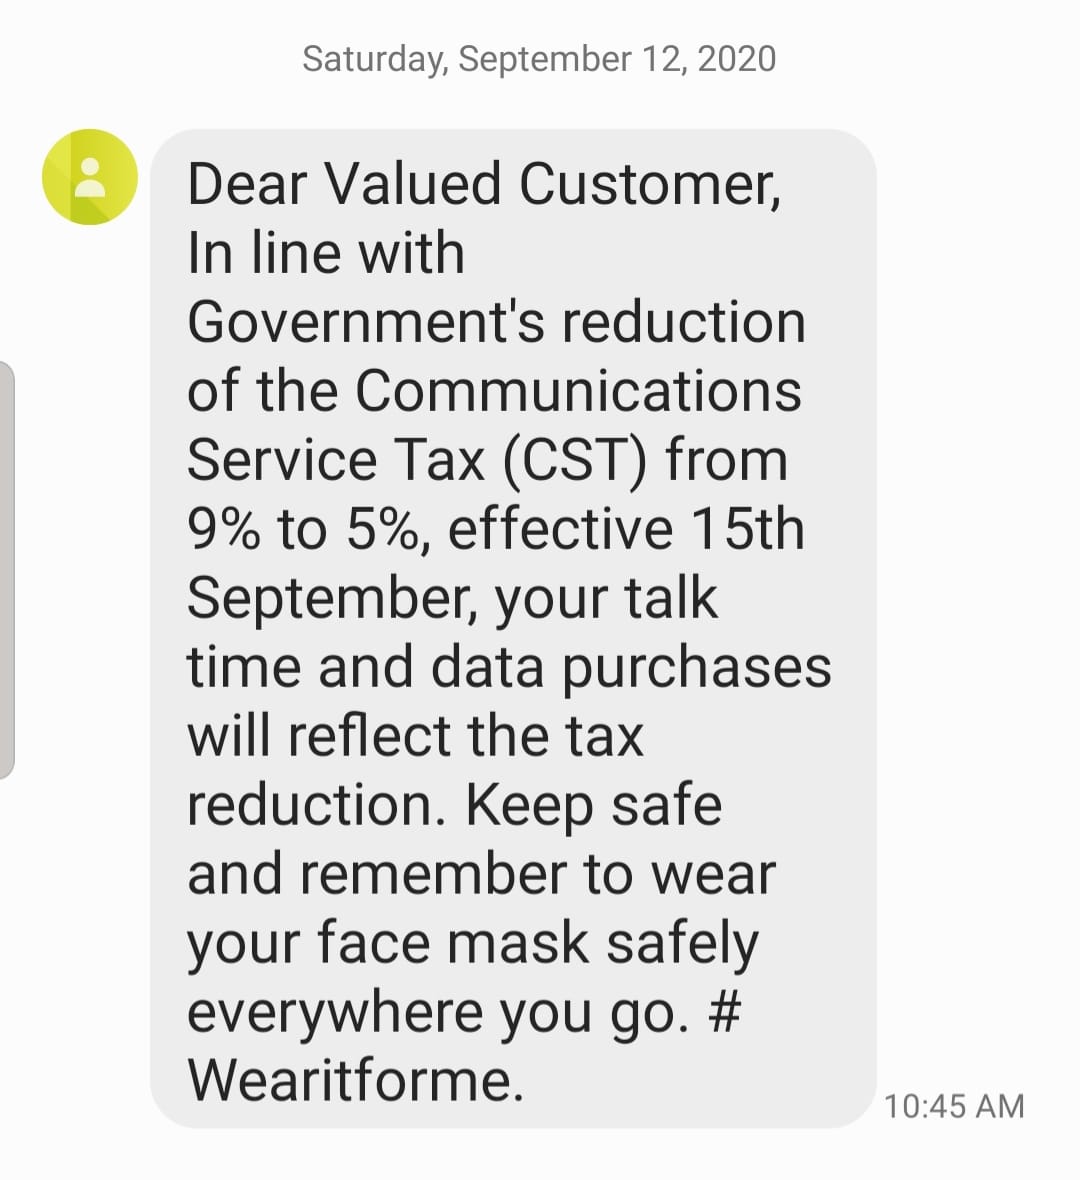 Saturday, September 12, 2020
Dear Valued Customer,
In line with
Government's reduction
of the Communications
Service Tax (CST) from
9% to 5%, effective 15th
September, your talk
time and data purchases
will reflect the tax
reduction. Keep safe
and remember to wear
your face mask safely
everywhere you go. #
Wearitforme.
10:45 AM